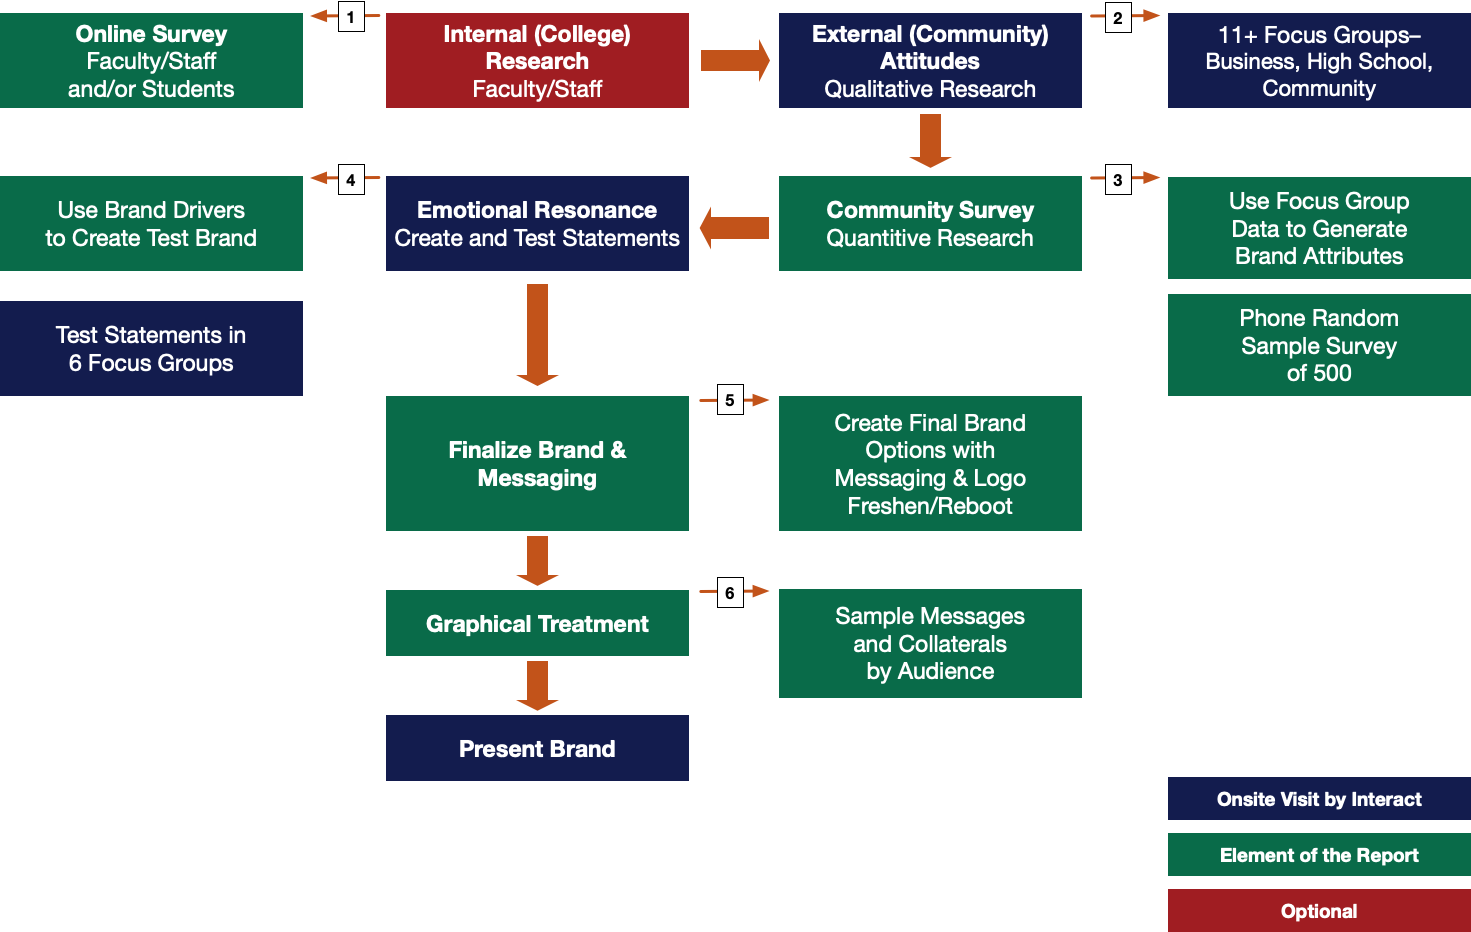 Online Survey
Faculty/Staff
and/or Students
1
Internal (College)
Research
Faculty/Staff
External (Community)
Attitudes
Qualitative Research
2
11+ Focus Groups–
Business, High School,
Community
Use Brand Drivers
to Create Test Brand
4
Emotional Resonance
Create and Test Statements
Community Survey
Quantitive Research
3
Use Focus Group
Data to Generate
Brand Attributes
Test Statements in
6 Focus Groups
Phone Random
Sample Survey
of 500
Finalize Brand &
Messaging
5
Create Final Brand
Options with
Messaging & Logo
Freshen/Reboot
Graphical Treatment
6
Sample Messages
and Collaterals
by Audience
Present Brand
Onsite Visit by Interact
Element of the Report
Optional